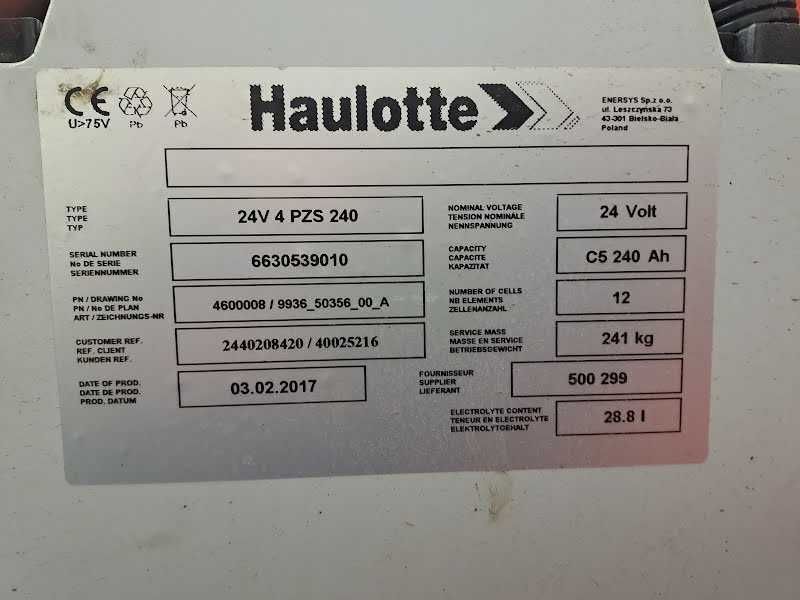 CE
U>75V
Pb
Pb
Haulotte
ENERSYS Sp.z o.o.
ul. Leszczyńska 73
43-301 Bielsko-Biała
Poland
TYPE
TYPE
TYP
24V 4 PZS 240
NOMINAL VOLTAGE
TENSION NOMINALE
NENNSPANNUNG
24 Volt
SERIAL NUMBER
No DE SERIE
SERIENNUMMER
6630539010
CAPACITY
CAPACITE
KAPAZITAT
C5 240 Ah
PN / DRAWING No
PN / No DE PLAN
ART / ZEICHNUNGS-NR
4600008 / 9936_50356_00_A
NUMBER OF CELLS
NB ELEMENTS
ZELLENANZAHL
12
CUSTOMER REF.
REF. CLIENT
KUNDEN REF.
2440208420 / 40025216
SERVICE MASS
MASSE EN SERVICE
BETRIEBSGEWICHT
241 kg
DATE OF PROD.
DATE DE PROD.
PROD. DATUM
03.02.2017
FOURNISSEUR
SUPPLIER
LIEFERANT
500 299
ELECTROLYTE CONTENT
TENEUR EN ELECTROLYTE
ELEKTROLYTGEHALT
28.8 l